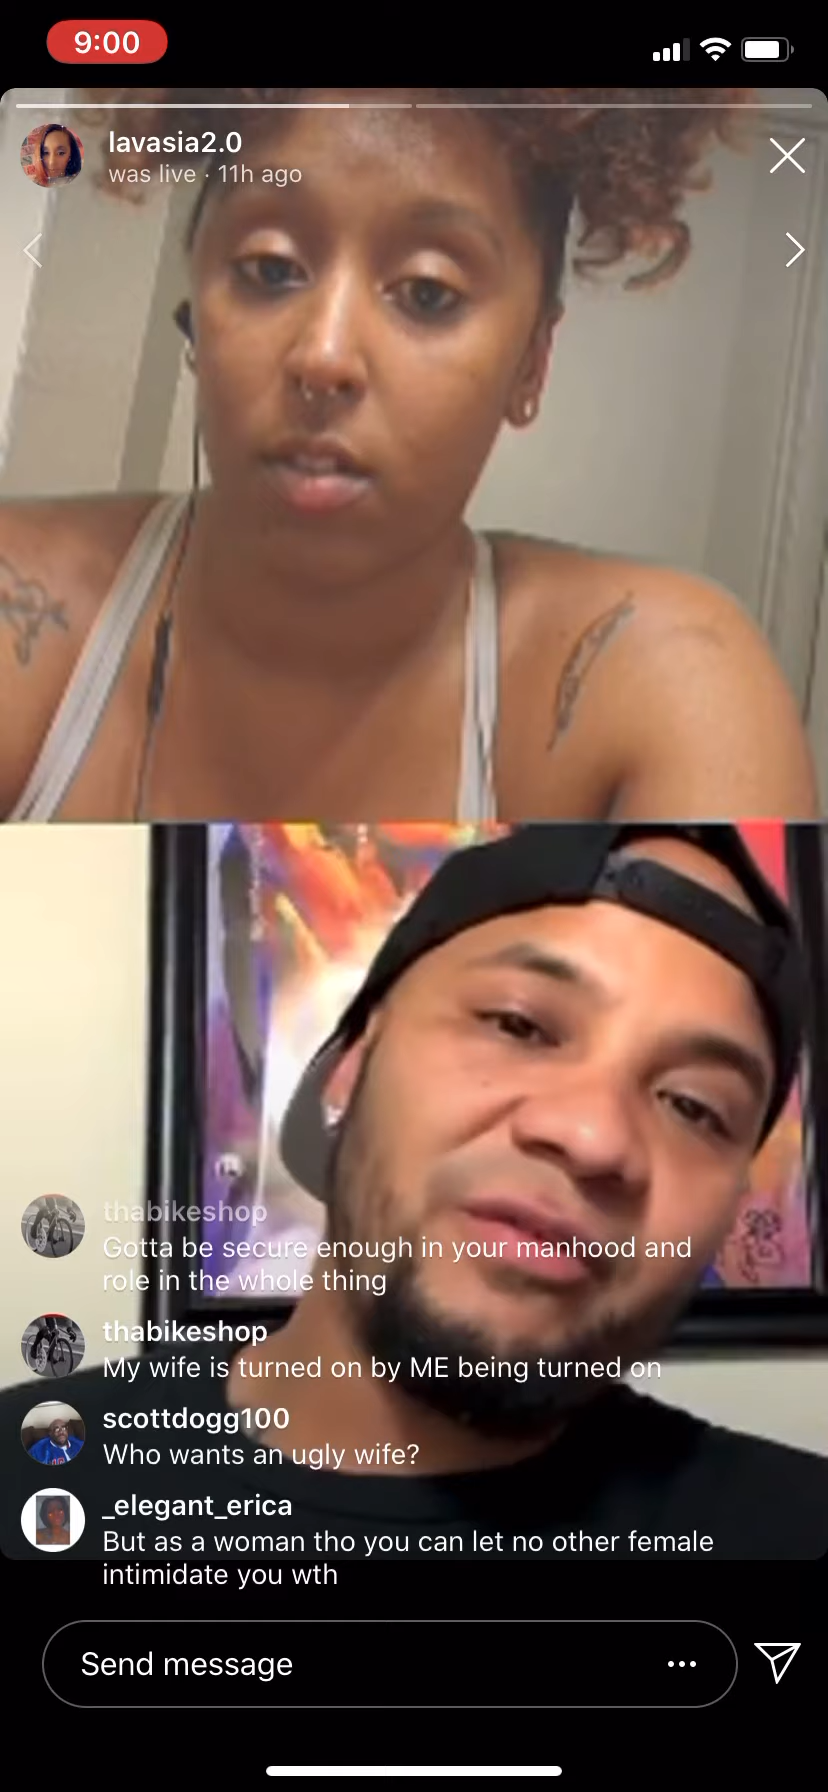 9:00
lavasia2.0
was live · 11h ago
thabikeshop
Gotta be secure enough in your manhood and
role in the whole thing
thabikeshop
My wife is turned on by ME being turned on
scottdogg100
Who wants an ugly wife?
_elegant_erica
But as a woman tho you can let no other female
intimidate you wth
Send message